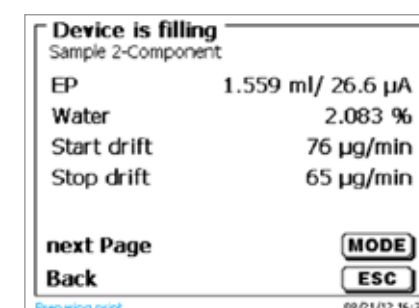 Device is filling
Sample 2-Component
EP 1.559 ml/ 26.6 µA
Water 2.083 %
Start drift 76 µg/min
Stop drift 65 µg/min
next Page MODE
Back ESC
Preparing print